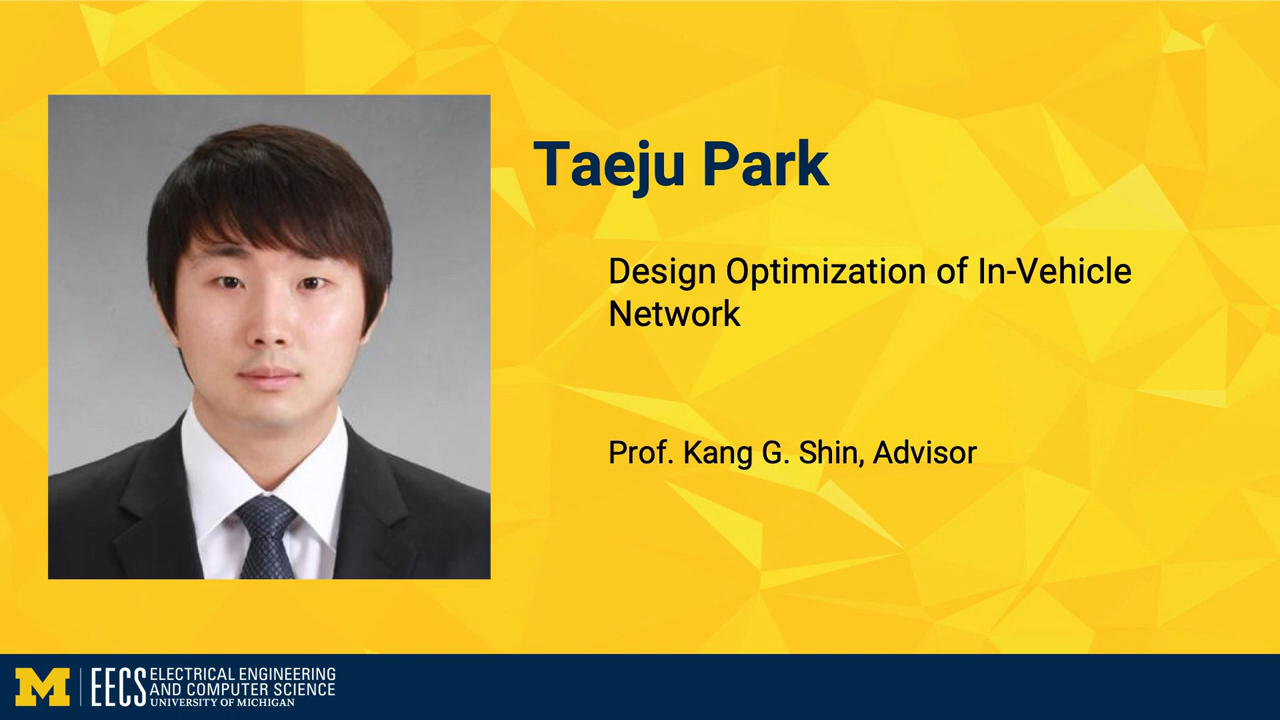 Taeju Park
Design Optimization of In-Vehicle
Network
Prof. Kang G. Shin, Advisor
M EECS ELECTRICAL ENGINEERING
AND COMPUTER SCIENCE
UNIVERSITY OF MICHIGAN